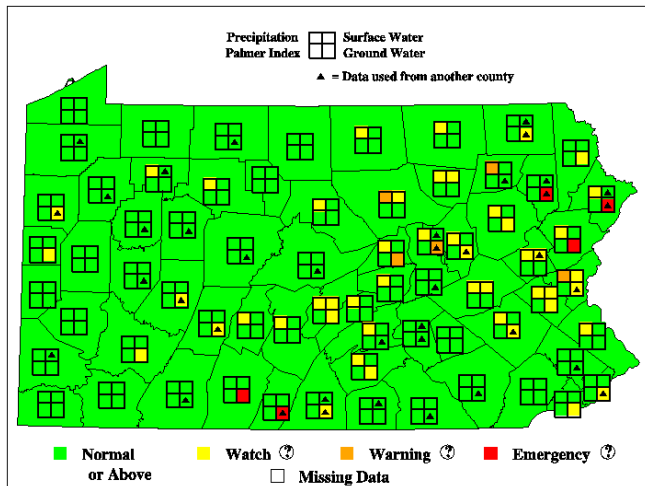 Precipitation Surface Water
Palmer Index Ground Water
▲ = Data used from another county
Normal or Above
Watch ?
Warning ?
Emergency ?
Missing Data